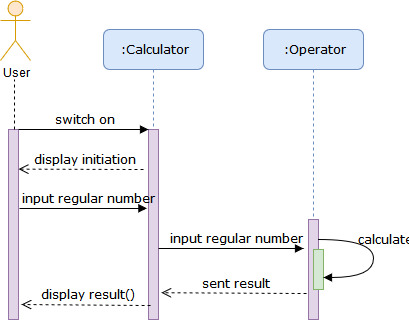 :Calculator
:Operator
User
switch on
display initiation
input regular number
input regular number
calculate
sent result
display result()